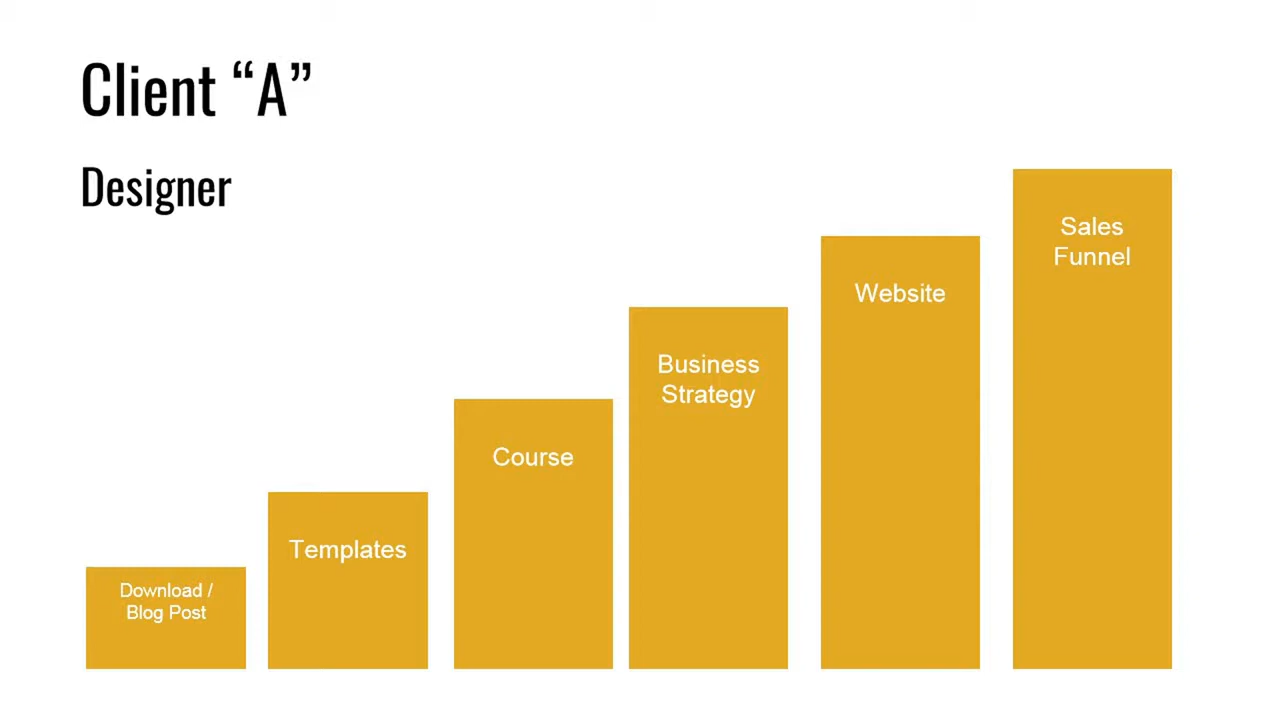 Client “A”
Designer
Download /
Blog Post
Templates
Course
Business
Strategy
Website
Sales
Funnel